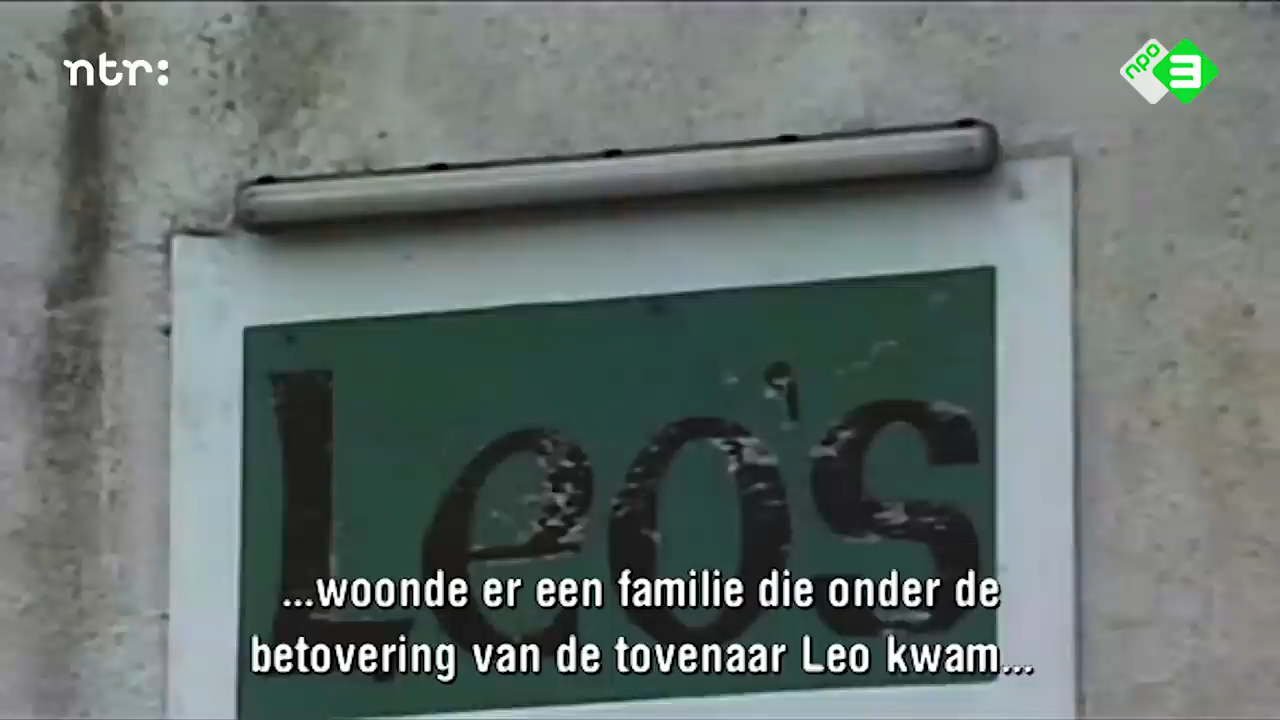 ntr:
npo 3
Leo's
...woonde er een familie die onder de
betovering van de tovenaar Leo kwam...